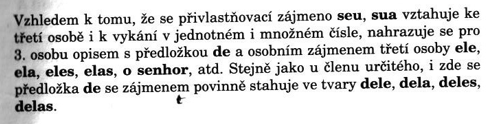 Vzhledem k tomu, že se přivlastňovací zájmeno seu, sua vztahuje ke
třetí osobě i k vykání v jednotném i množném čísle, nahrazuje se pro
3. osobu opisem s předložkou de a osobním zájmenem třetí osoby ele,
ela, eles, elas, o senhor, atd. Stejně jako u členu určitého, i zde se
předložka de se zájmenem povinně stahuje ve tvary dele, dela, deles,
delas.